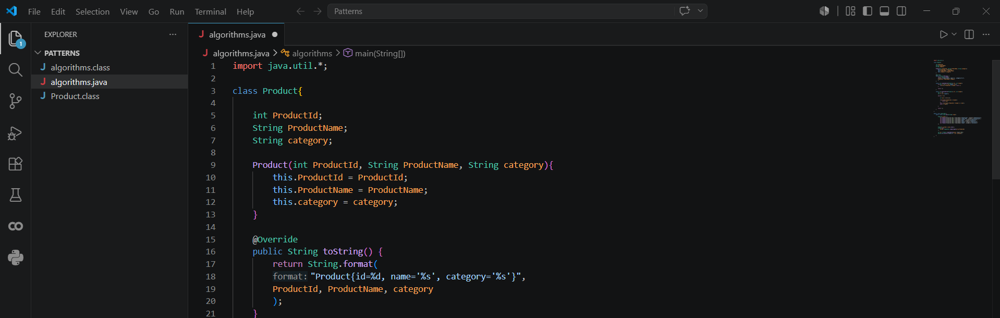 File Edit Selection View Go Run Terminal Help
Patterns
EXPLORER
PATTERNS
algorithms.class
algorithms.java
Product.class
1
algorithms.java
algorithms.java > algorithms > main(String[])
1 import java.util.*;
2
3 class Product{
4
5 int ProductId;
6 String ProductName;
7 String category;
8
9 Product(int ProductId, String ProductName, String category){
10 this.ProductId = ProductId;
11 this.ProductName = ProductName;
12 this.category = category;
13 }
14
15 @Override
16 public String toString() {
17 return String.format(
18 format: "Product{id=%d, name='%s', category='%s'}",
19 ProductId, ProductName, category
20 );
21 }